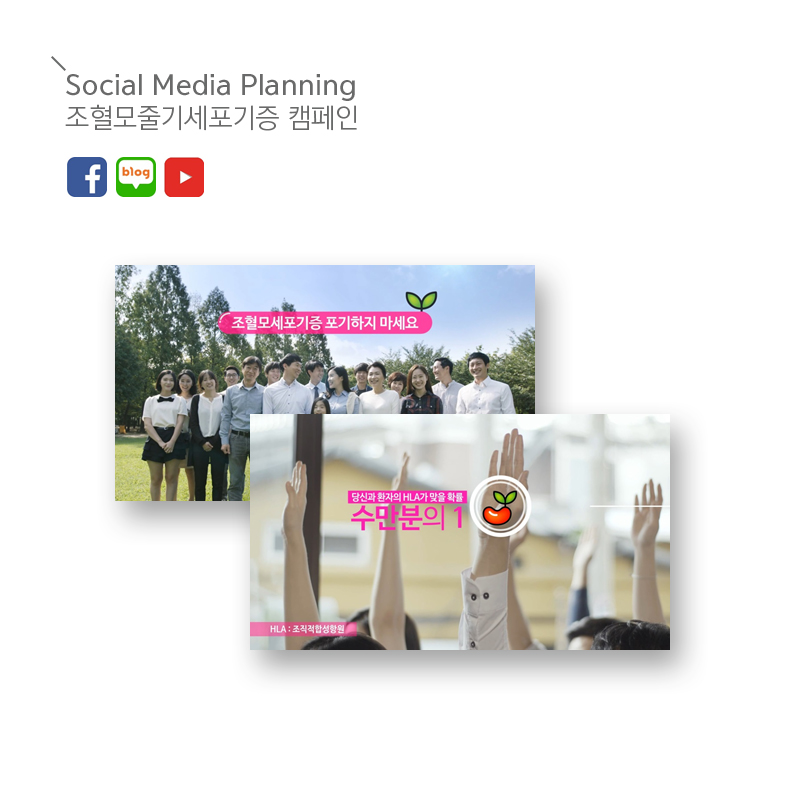 Social Media Planning
조혈모줄기세포기증 캠페인
blog
조혈모세포기증 포기하지 마세요
당신과 환자의 HLA가 맞을 확률
수만분의 1
HLA : 조직적합성항원